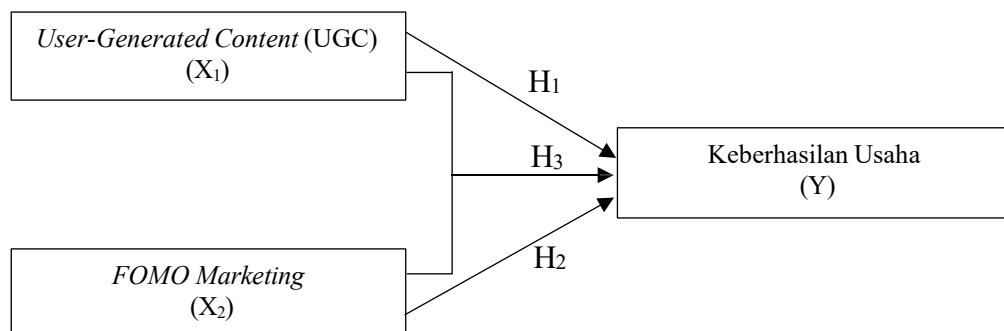 User-Generated Content (UGC)
(X₁)
H₁
Keberhasilan Usaha
(Y)
H₃
FOMO Marketing
(X₂)
H₂